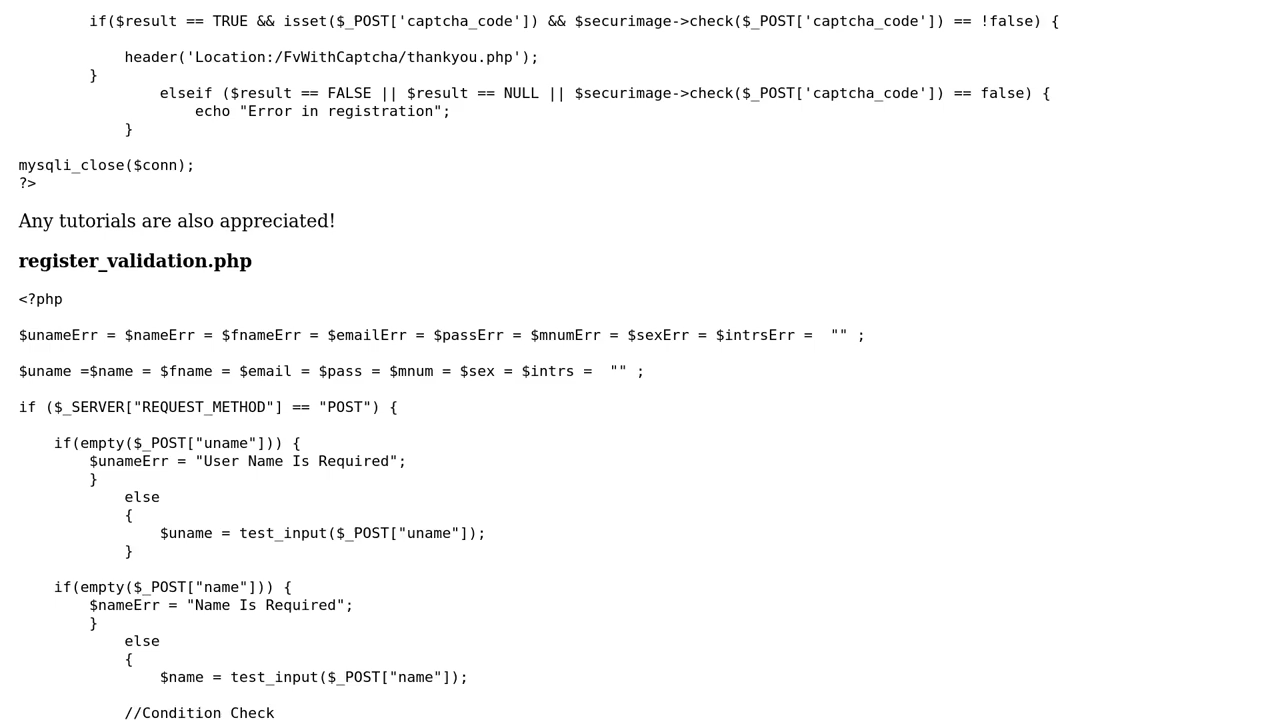 if($result == TRUE && isset($_POST['captcha_code']) && $securimage->check($_POST['captcha_code']) == !false) {
header('Location:/FvWithCaptcha/thankyou.php');
}
elseif ($result == FALSE || $result == NULL || $securimage->check($_POST['captcha_code']) == false) {
echo "Error in registration";
}
mysqli_close($conn);
?>
Any tutorials are also appreciated!
register_validation.php
<?php
$unameErr = $nameErr = $fnameErr = $emailErr = $passErr = $mnumErr = $sexErr = $intrsErr =  "" ;
$uname =$name = $fname = $email = $pass = $mnum = $sex = $intrs =  "" ;
if ($_SERVER["REQUEST_METHOD"] == "POST") {
if(empty($_POST["uname"])) {
$unameErr = "User Name Is Required";
}
else
{
$uname = test_input($_POST["uname"]);
}
if(empty($_POST["name"])) {
$nameErr = "Name Is Required";
}
else
{
$name = test_input($_POST["name"]);
//Condition Check